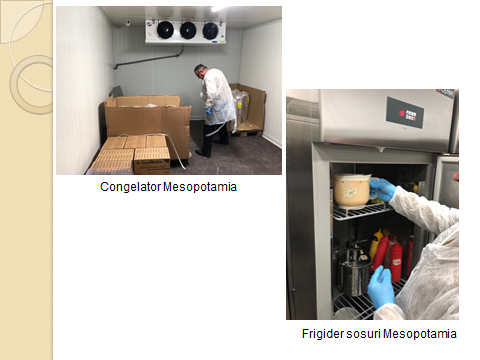 Congelator Mesopotamia
Frigider sosuri Mesopotamia